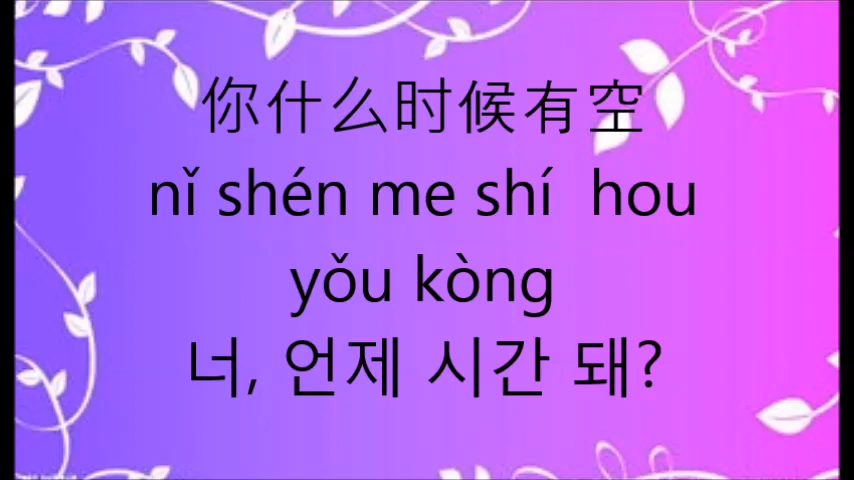 你什么时候有空
nǐ shén me shí  hou
yǒu kòng
너, 언제 시간 돼?